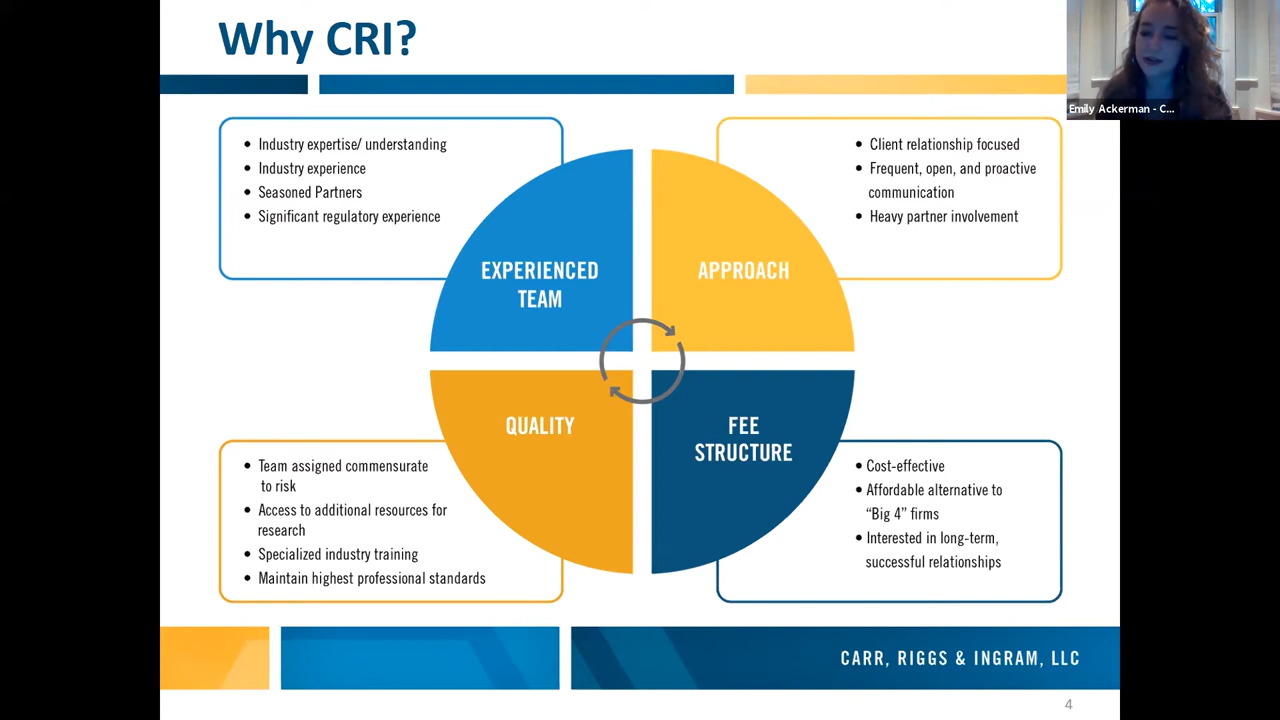 Why CRI?
Emily Ackerman - C...
• Industry expertise/ understanding
• Industry experience
• Seasoned Partners
• Significant regulatory experience
• Client relationship focused
• Frequent, open, and proactive
communication
• Heavy partner involvement
EXPERIENCED
TEAM
APPROACH
QUALITY
FEE
STRUCTURE
• Team assigned commensurate
to risk
• Access to additional resources for
research
• Specialized industry training
• Maintain highest professional standards
• Cost-effective
• Affordable alternative to
“Big 4” firms
• Interested in long-term,
successful relationships
CARR, RIGGS & INGRAM, LLC
4